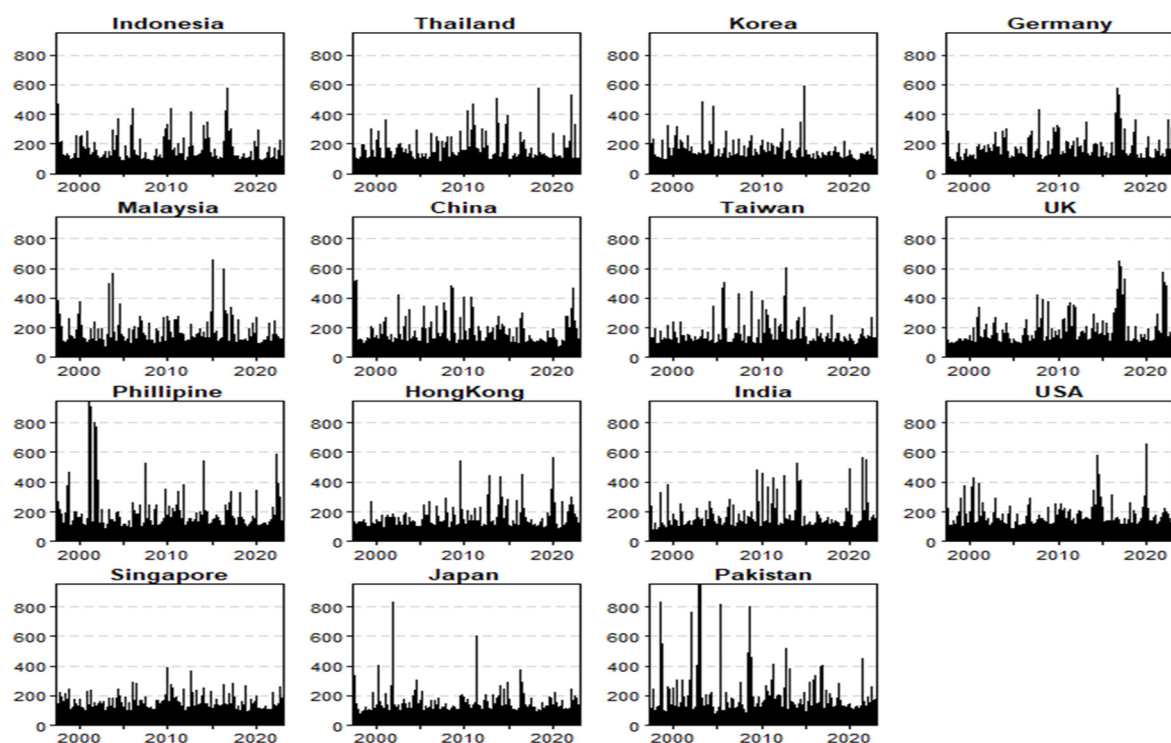 Indonesia Thailand Korea Germany
800 800 800 800
600 600 600 600
400 400 400 400
200 200 200 200
0 0 0 0
2000 2010 2020 2000 2010 2020 2000 2010 2020 2000 2010 2020
Malaysia China Taiwan UK
800 800 800 800
600 600 600 600
400 400 400 400
200 200 200 200
0 0 0 0
2000 2010 2020 2000 2010 2020 2000 2010 2020 2000 2010 2020
Phillipine HongKong India USA
800 800 800 800
600 600 600 600
400 400 400 400
200 200 200 200
0 0 0 0
2000 2010 2020 2000 2010 2020 2000 2010 2020 2000 2010 2020
Singapore Japan Pakistan
800 800 800
600 600 600
400 400 400
200 200 200
0 0 0
2000 2010 2020 2000 2010 2020 2000 2010 2020